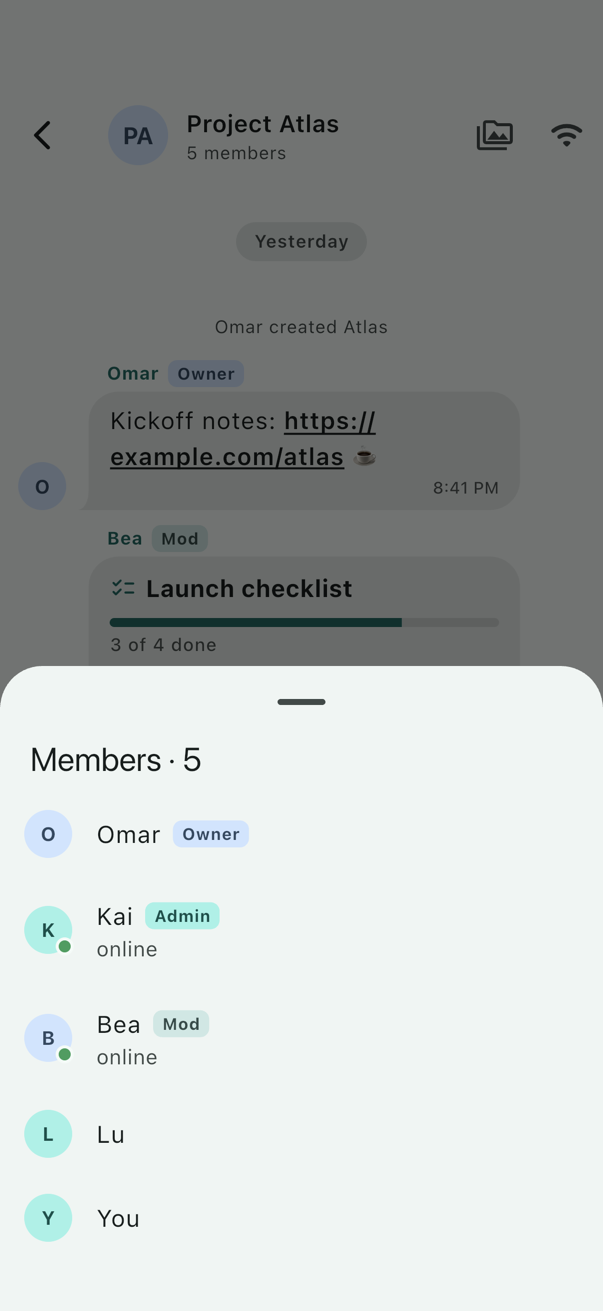 PA
Project Atlas
5 members
Yesterday
Omar created Atlas
Omar Owner
Kickoff notes: https://
example.com/atlas ☕
O
8:41 PM
Bea Mod
Launch checklist
3 of 4 done
Members · 5
O
Omar Owner
K
Kai Admin
online
B
Bea Mod
online
L
Lu
Y
You